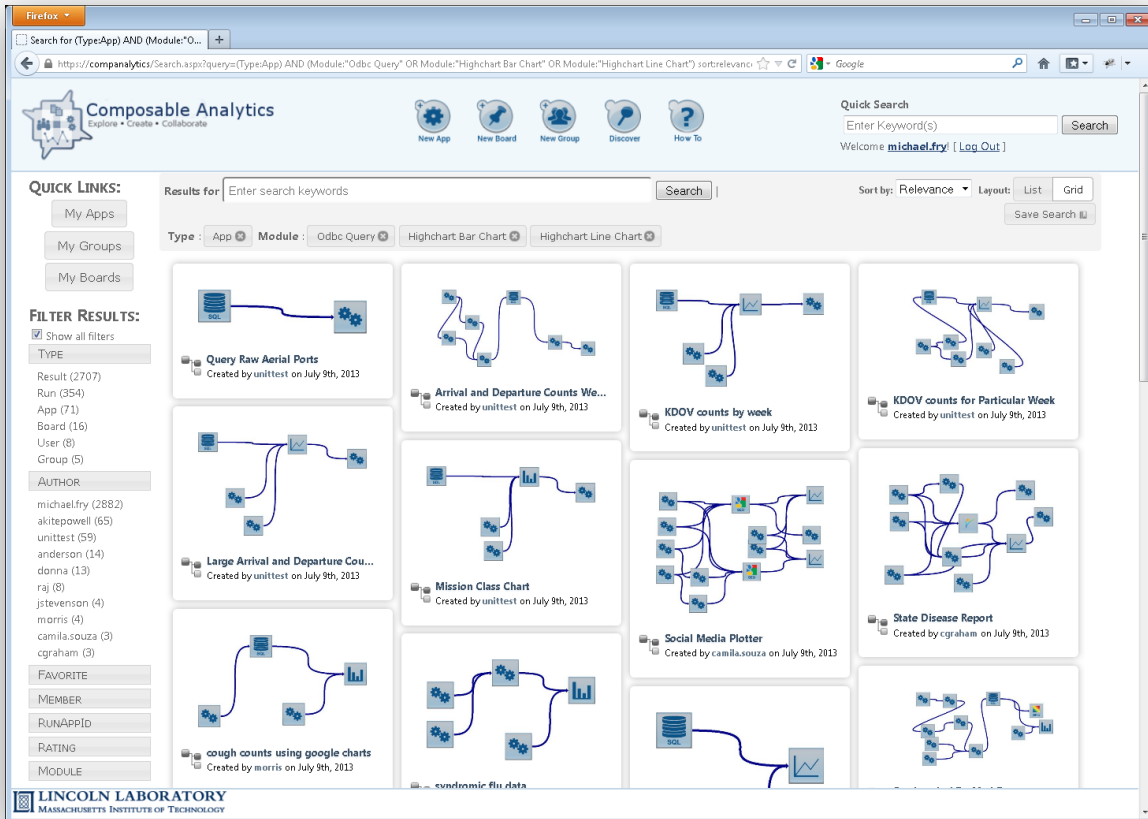 Firefox
Search for (Type:App) AND (Module:"O...
https://companalytics/Search.aspx?query=(Type:App) AND (Module:"Odbc Query" OR Module:"Highchart Bar Chart" OR Module:"Highchart Line Chart") sort:relevanc
Google
Composable Analytics
Explore • Create • Collaborate
New App
New Board
New Group
Discover
How To
Quick Search
Enter Keyword(s)
Search
Welcome michael.fry! [ Log Out ]
QUICK LINKS:
My Apps
My Groups
My Boards
Results for
Enter search keywords
Search
Sort by: Relevance
Layout: List Grid
Save Search
Type : App Module : Odbc Query Highchart Bar Chart Highchart Line Chart
FILTER RESULTS:
Show all filters
TYPE
Result (2707)
Run (354)
App (71)
Board (16)
User (8)
Group (5)
AUTHOR
michael.fry (2882)
akitepowell (65)
unittest (59)
anderson (14)
donna (13)
raj (8)
jstevenson (4)
morris (4)
camila.souza (3)
cgraham (3)
FAVORITE
MEMBER
RUNAPPID
RATING
MODULE
SQL
Query Raw Aerial Ports
Created by unittest on July 9th, 2013
Arrival and Departure Counts We...
Created by unittest on July 9th, 2013
KDOV counts by week
Created by unittest on July 9th, 2013
KDOV counts for Particular Week
Created by unittest on July 9th, 2013
Large Arrival and Departure Cou...
Created by unittest on July 9th, 2013
Mission Class Chart
Created by unittest on July 9th, 2013
Social Media Plotter
Created by camila.souza on July 9th, 2013
State Disease Report
Created by cgraham on July 9th, 2013
cough counts using google charts
Created by morris on July 9th, 2013
syndromic flu data
SQL
LINCOLN LABORATORY
MASSACHUSETTS INSTITUTE OF TECHNOLOGY